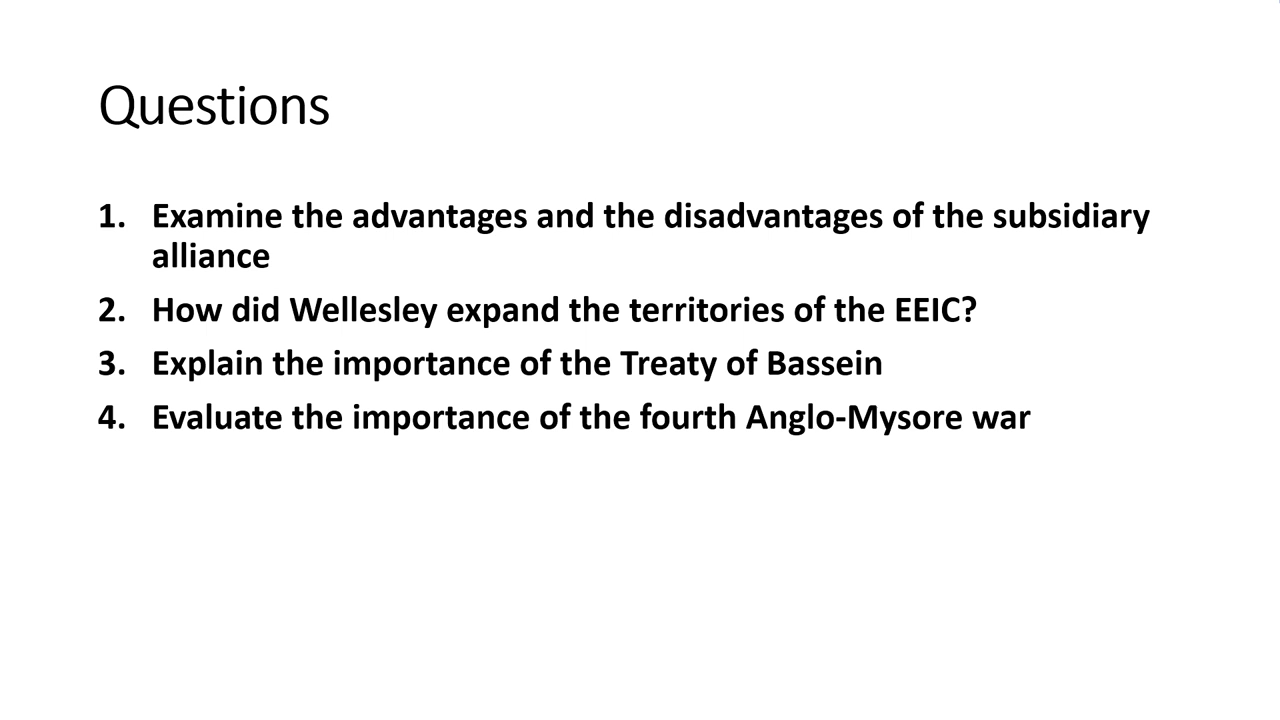 Questions
1. Examine the advantages and the disadvantages of the subsidiary
alliance
2. How did Wellesley expand the territories of the EEIC?
3. Explain the importance of the Treaty of Bassein
4. Evaluate the importance of the fourth Anglo-Mysore war